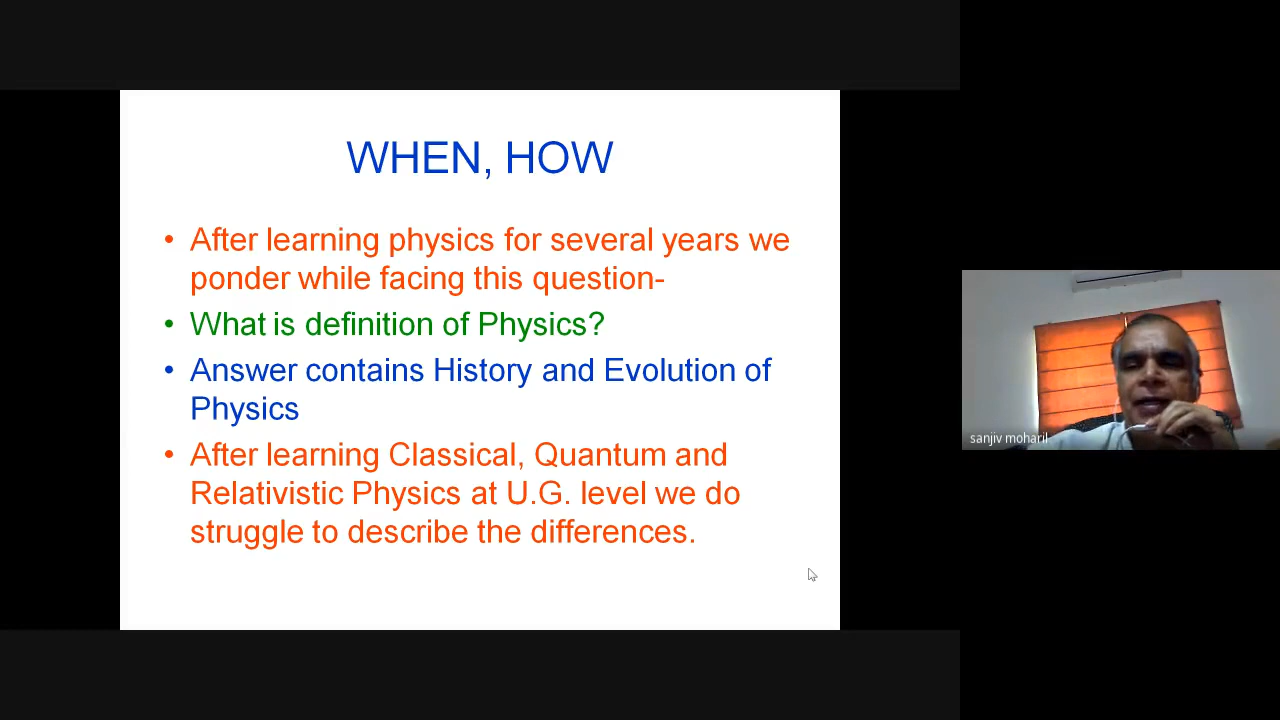 WHEN, HOW
• After learning physics for several years we
ponder while facing this question-
• What is definition of Physics?
• Answer contains History and Evolution of
Physics
• After learning Classical, Quantum and
Relativistic Physics at U.G. level we do
struggle to describe the differences.
sanjiv moharil